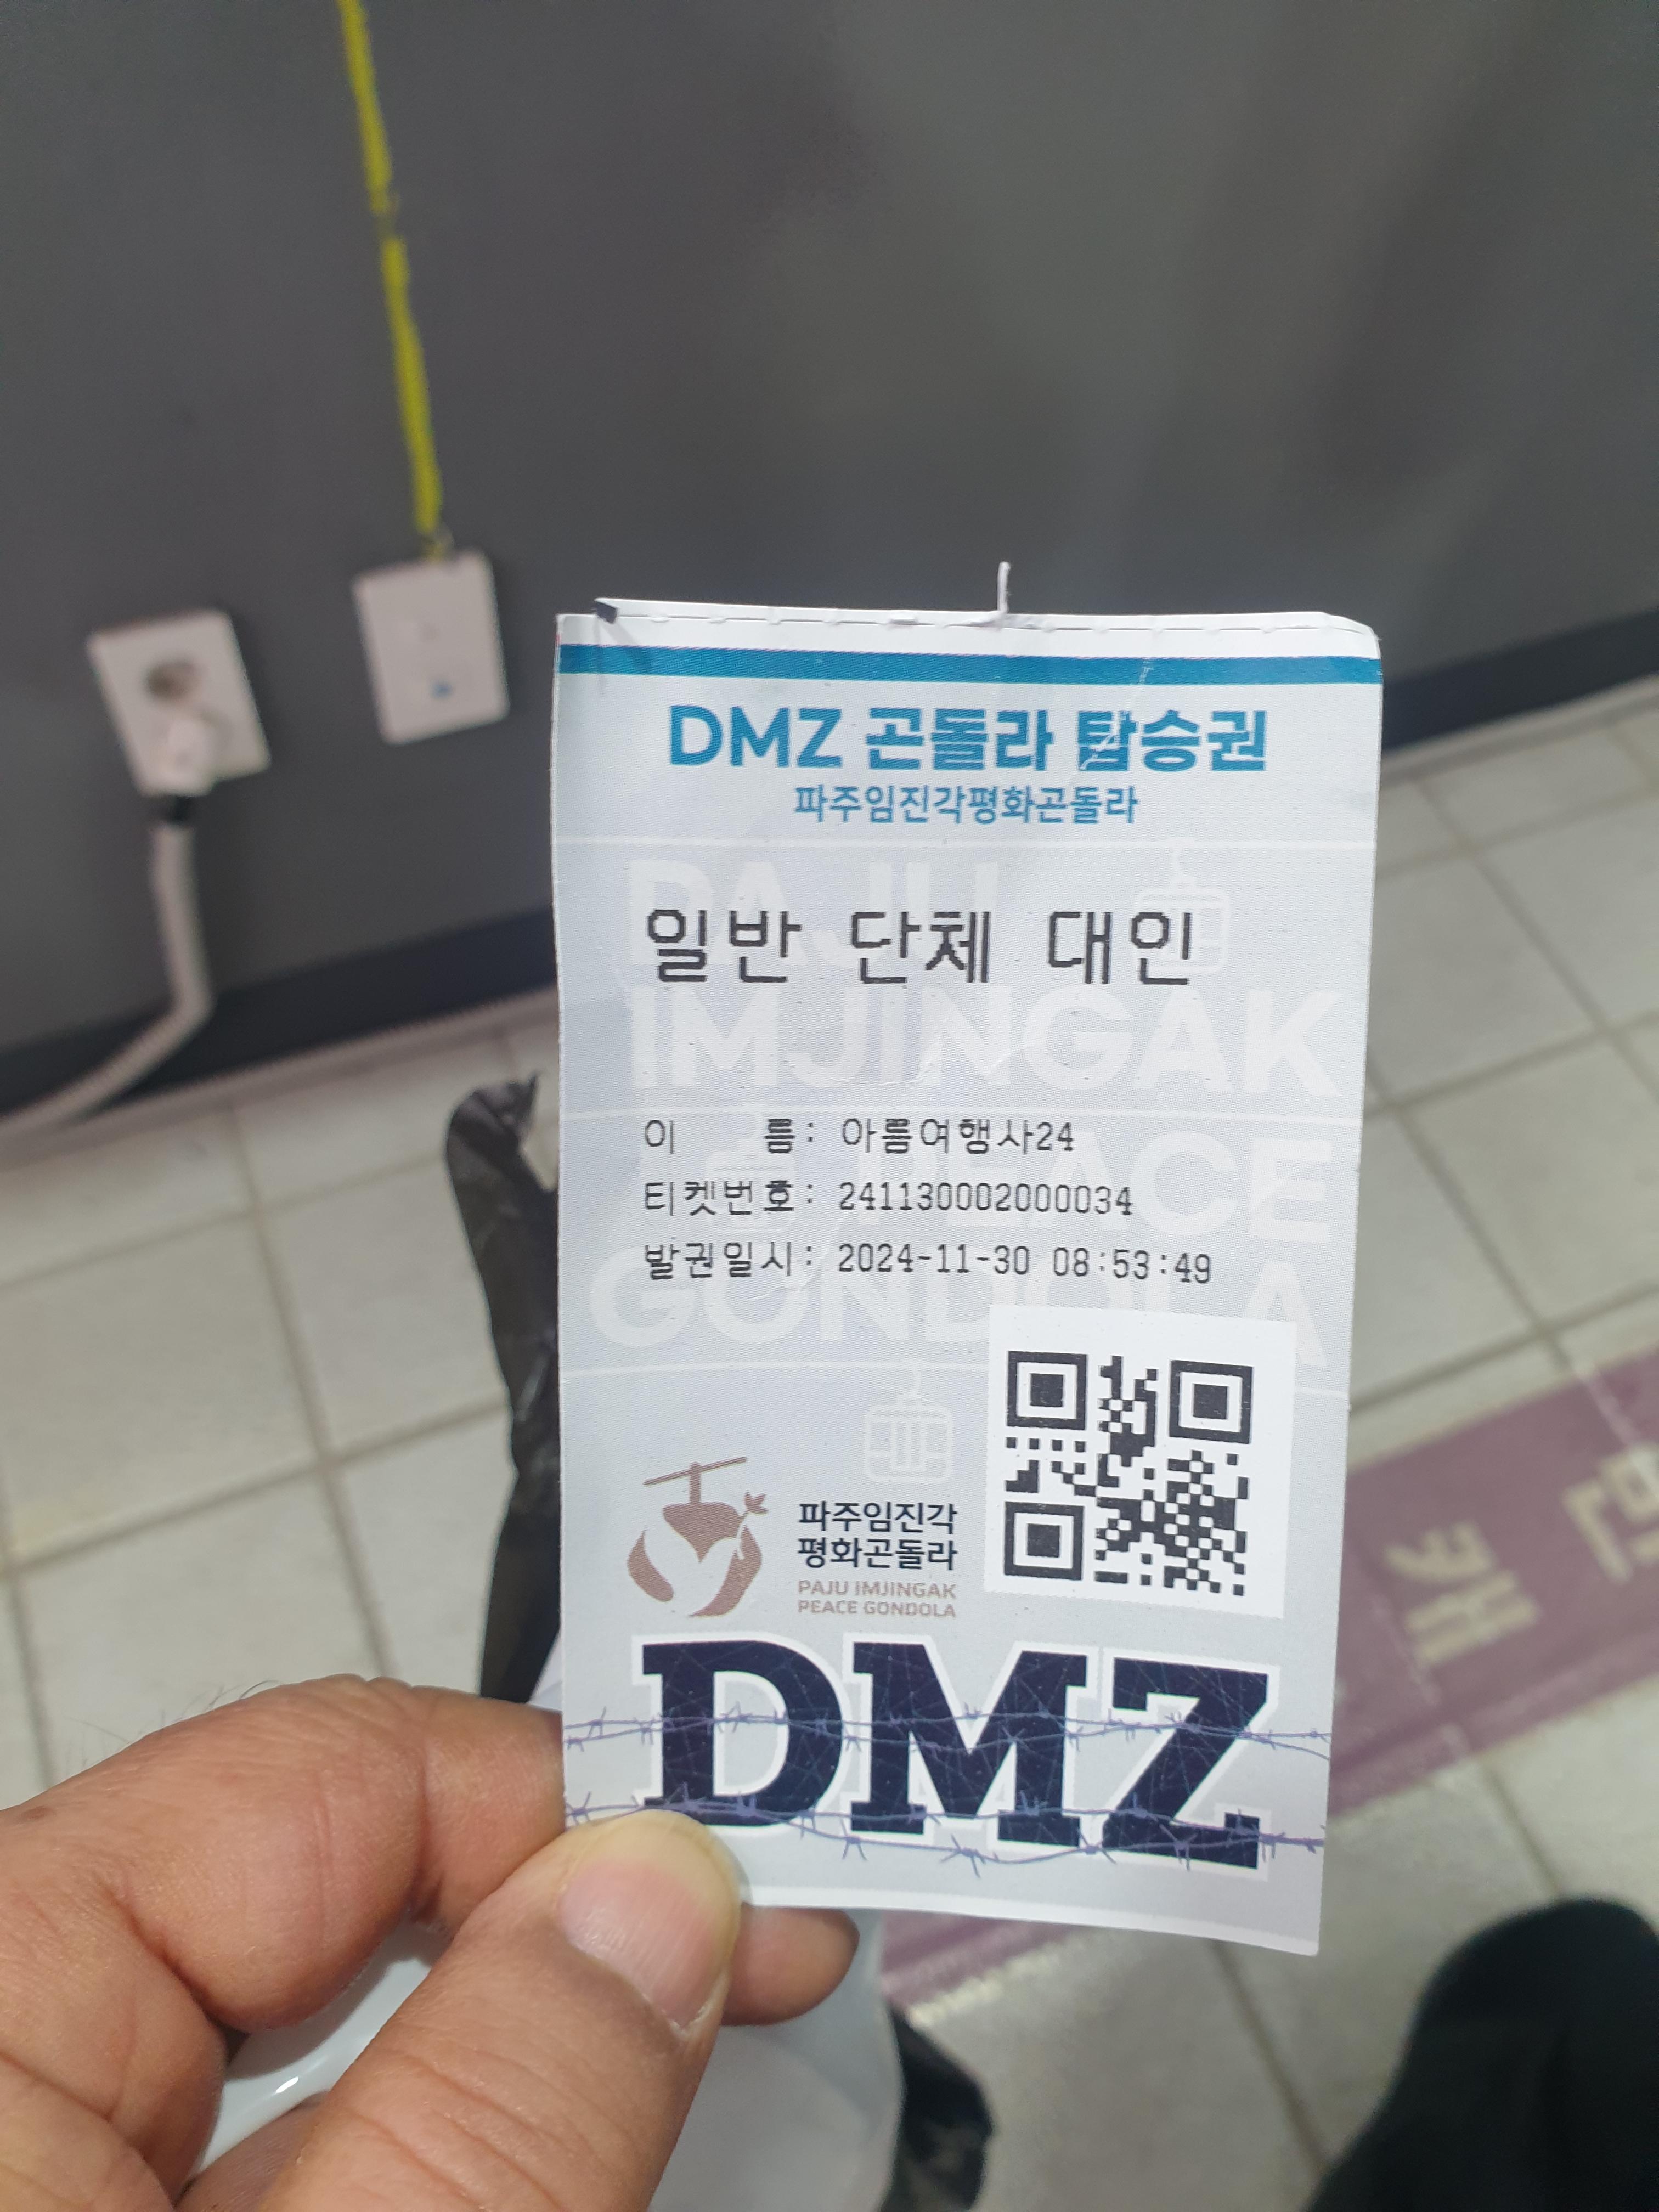 DMZ 곤돌라 탑승권
파주임진각평화곤돌라
PAJU
일반 단체 대인
IMJINGAK
이 름: 아름여행사24
PEACE
티켓번호: 241130002000034
발권일시: 2024-11-30 08:53:49
GONDOLA
파주임진각
평화곤돌라
PAJU IMJINGAK
PEACE GONDOLA
DMZ